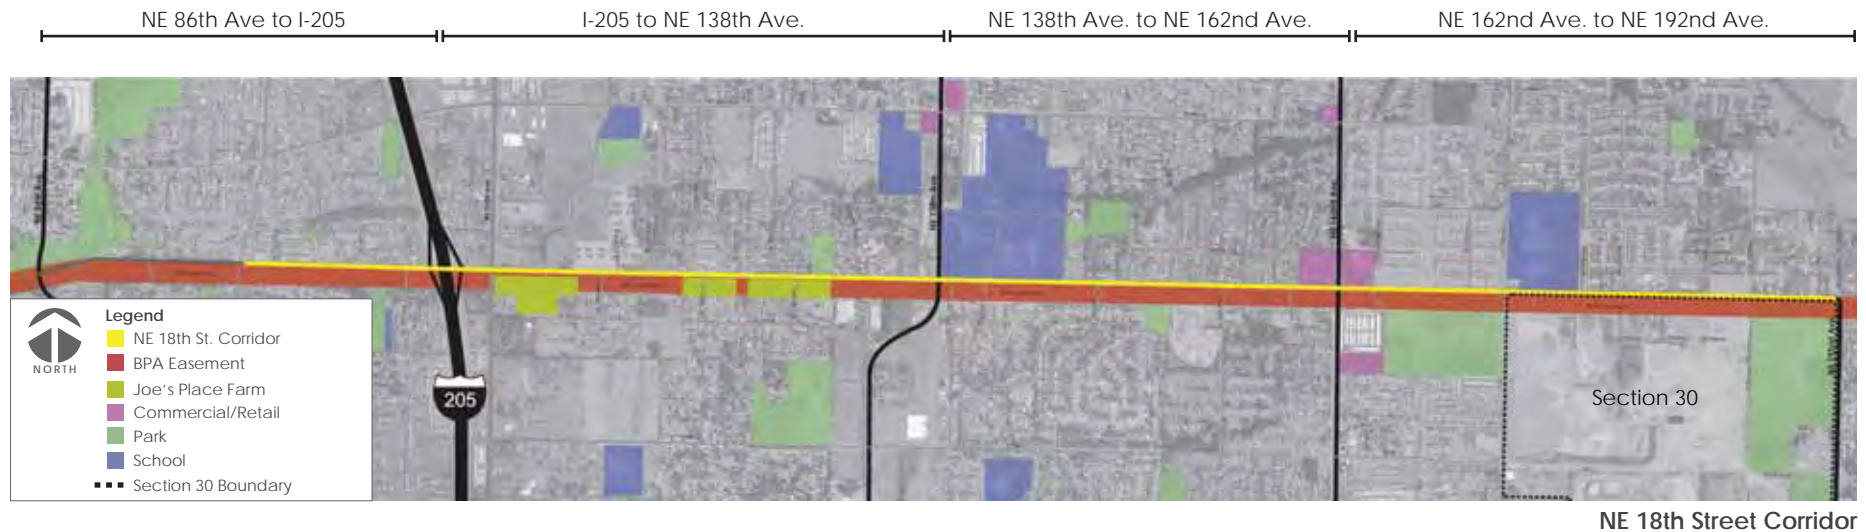 NE 86th Ave to I-205
I-205 to NE 138th Ave.
NE 138th Ave. to NE 162nd Ave.
NE 162nd Ave. to NE 192nd Ave.
NORTH
Legend
NE 18th St. Corridor
BPA Easement
Joe's Place Farm
Commercial/Retail
Park
School
Section 30 Boundary
205
Section 30
NE 18th Street Corridor